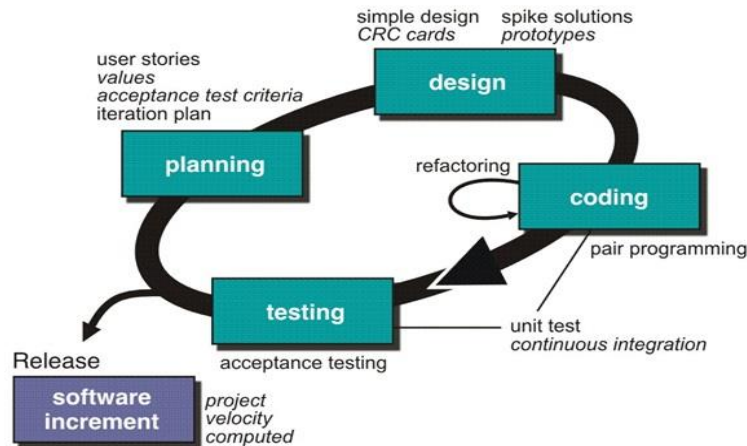 simple design
CRC cards
spike solutions
prototypes
design
user stories
values
acceptance test criteria
iteration plan
planning
refactoring
coding
pair programming
testing
acceptance testing
unit test
continuous integration
Release
software
increment
project
velocity
computed